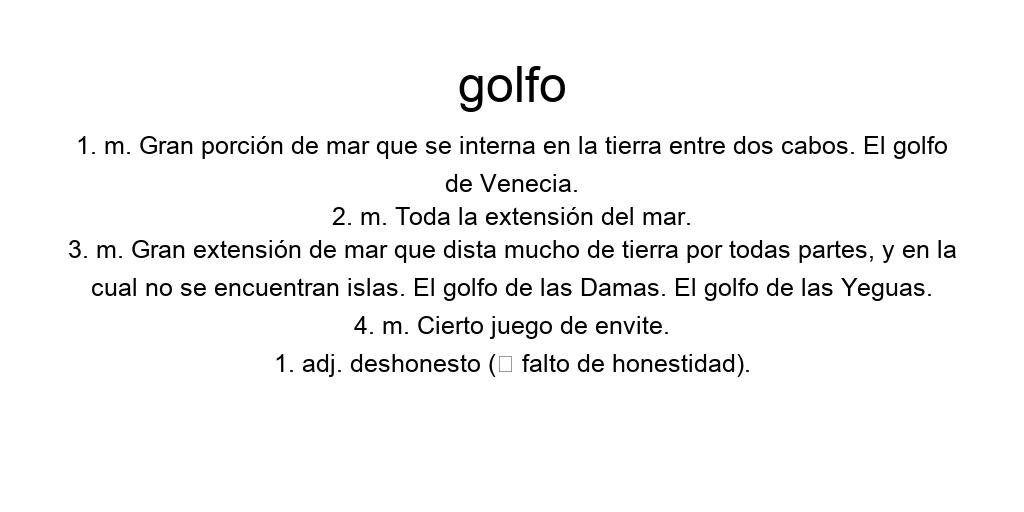 golfo
1. m. Gran porción de mar que se interna en la tierra entre dos cabos. El golfo
de Venecia.
2. m. Toda la extensión del mar.
3. m. Gran extensión de mar que dista mucho de tierra por todas partes, y en la
cual no se encuentran islas. El golfo de las Damas. El golfo de las Yeguas.
4. m. Cierto juego de envite.
1. adj. deshonesto (□ falto de honestidad).